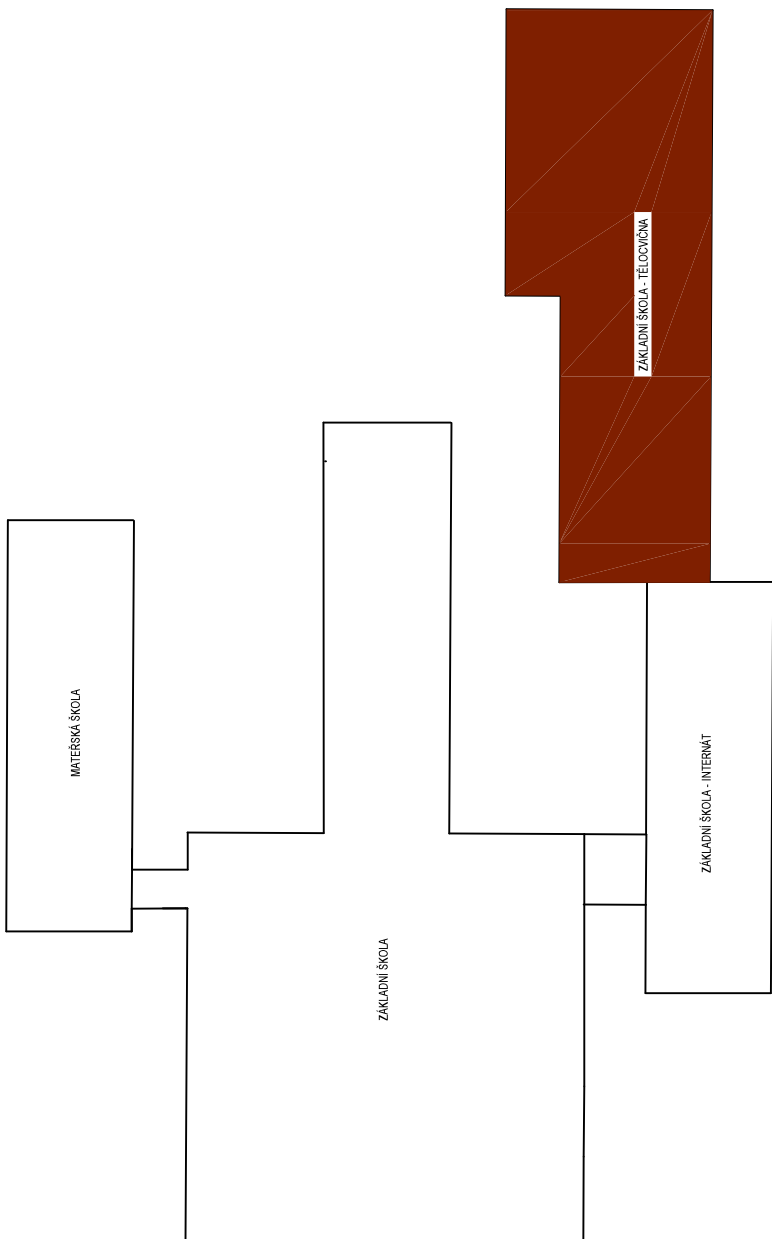 ZÁKLADNÍ ŠKOLA - TĚLOCVIČNA
MATEŘSKÁ ŠKOLA
ZÁKLADNÍ ŠKOLA - INTERNÁT
ZÁKLADNÍ ŠKOLA